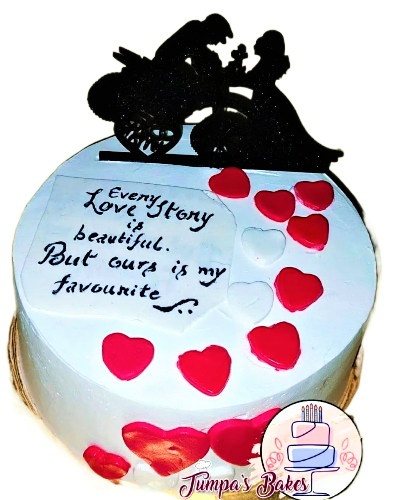 Every
Love Story
is
beautiful.
But ours is my
favourite
Jumpa's Bakes